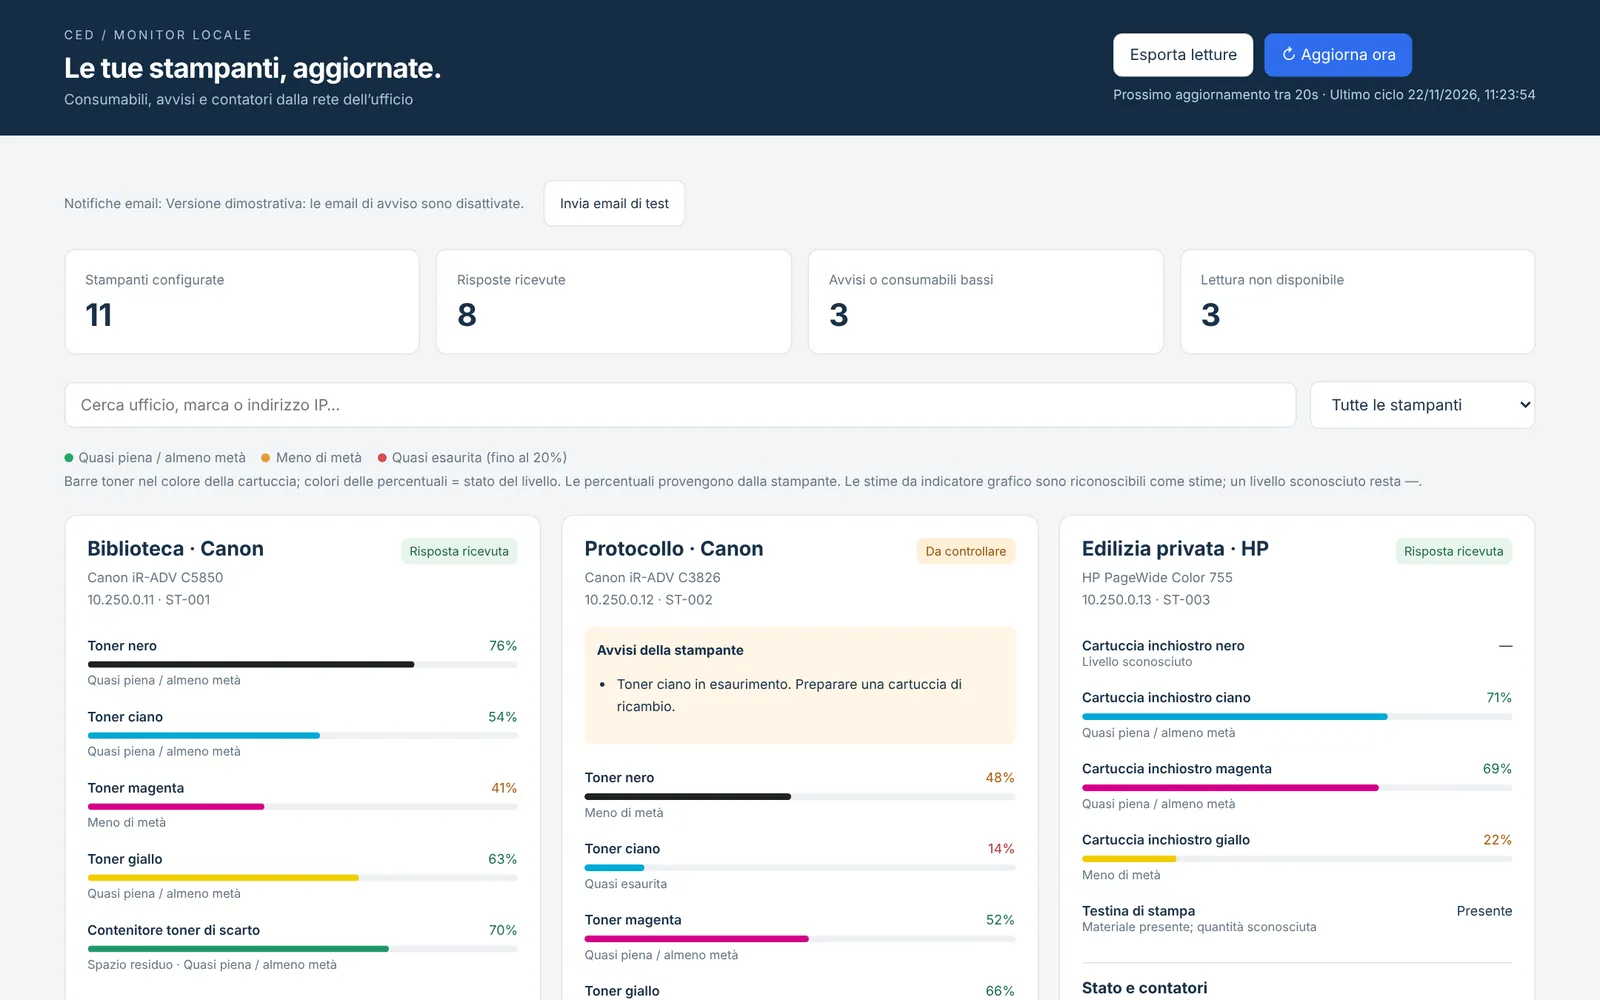 CED / MONITOR LOCALE
Le tue stampanti, aggiornate.
Consumabili, avvisi e contatori dalla rete dell’ufficio
Esporta letture
↻ Aggiorna ora
Prossimo aggiornamento tra 20s · Ultimo ciclo 22/11/2026, 11:23:54
Notifiche email: Versione dimostrativa: le email di avviso sono disattivate.
Invia email di test
Stampanti configurate
11
Risposte ricevute
8
Avvisi o consumabili bassi
3
Lettura non disponibile
3
Cerca ufficio, marca o indirizzo IP...
Tutte le stampanti
Quasi piena / almeno metà
Meno di metà
Quasi esaurita (fino al 20%)
Barre toner nel colore della cartuccia; colori delle percentuali = stato del livello. Le percentuali provengono dalla stampante. Le stime da indicatore grafico sono riconoscibili come stime; un livello sconosciuto resta —.
Biblioteca · Canon
Risposta ricevuta
Canon iR-ADV C5850
10.250.0.11 · ST-001
Toner nero 76%
Quasi piena / almeno metà
Toner ciano 54%
Quasi piena / almeno metà
Toner magenta 41%
Meno di metà
Toner giallo 63%
Quasi piena / almeno metà
Contenitore toner di scarto 70%
Spazio residuo · Quasi piena / almeno metà
Protocollo · Canon
Da controllare
Canon iR-ADV C3826
10.250.0.12 · ST-002
Avvisi della stampante
• Toner ciano in esaurimento. Preparare una cartuccia di
ricambio.
Toner nero 48%
Meno di metà
Toner ciano 14%
Quasi esaurita
Toner magenta 52%
Quasi piena / almeno metà
Toner giallo 66%
Edilizia privata · HP
Risposta ricevuta
HP PageWide Color 755
10.250.0.13 · ST-003
Cartuccia inchiostro nero —
Livello sconosciuto
Cartuccia inchiostro ciano 71%
Quasi piena / almeno metà
Cartuccia inchiostro magenta 69%
Quasi piena / almeno metà
Cartuccia inchiostro giallo 22%
Meno di metà
Testina di stampa Presente
Materiale presente; quantità sconosciuta
Stato e contatori